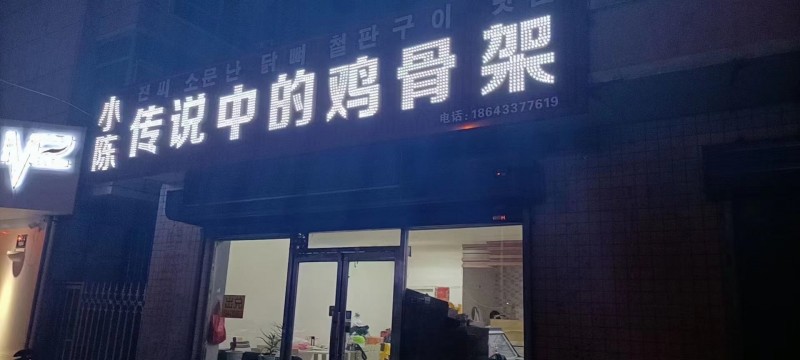 진씨 소문난 닭뼈 철판구이
小陈
传说中的鸡骨架
电话:18643377619